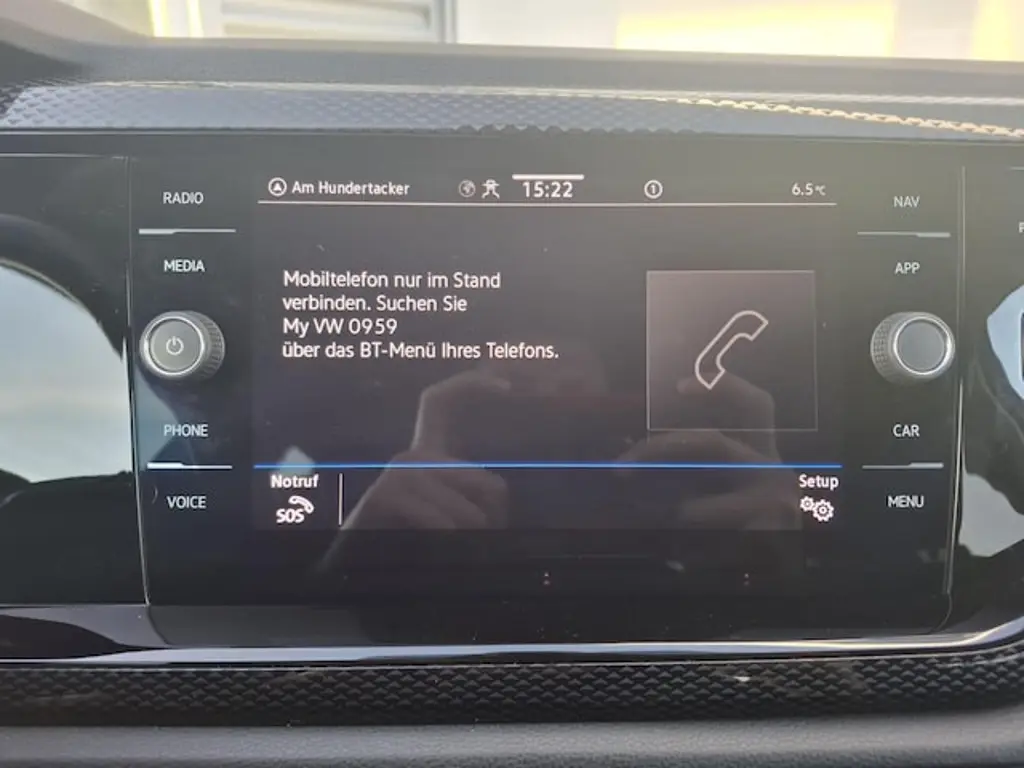 RADIO
MEDIA
PHONE
VOICE
Am Hundertacker
15:22
1
6.5°C
Mobiltelefon nur im Stand
verbinden. Suchen Sie
My VW 0959
über das BT-Menü Ihres Telefons.
Notruf
SOS
Setup
NAV
APP
CAR
MENU
P